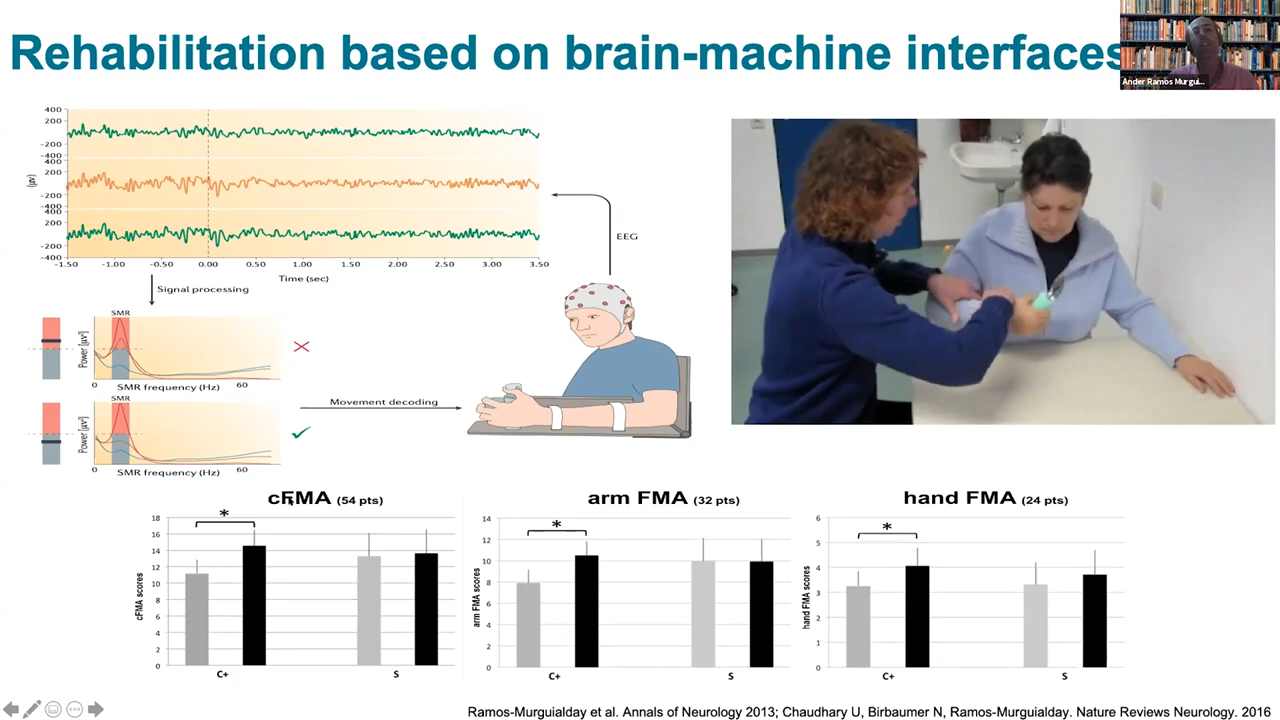 Rehabilitation based on brain-machine interfaces
Ander Ramos Murgui...
400
-200
-400
400
200
-200
-400
400
200
-200
-400
(µv)
-1.50 -1.00 -0.50 0.00 0.50 1.00 1.50 2.00 2.50 3.00 3.50
Time (sec)
EEG
Signal processing
SMR
Power [µV]
0 60
SMR frequency (Hz)
Movement decoding
SMR
Power [µV]
0 60
SMR frequency (Hz)
cFMA (54 pts)
18
16
14
12
10
8
6
4
2
0
cFMA scores
*
C+ S
arm FMA (32 pts)
14
12
10
8
6
4
2
0
arm FMA scores
*
C+ S
hand FMA (24 pts)
6
5
4
3
2
1
0
hand FMA scores
*
C+ S
Ramos-Murguialday et al. Annals of Neurology 2013; Chaudhary U, Birbaumer N, Ramos-Murguialday. Nature Reviews Neurology. 2016